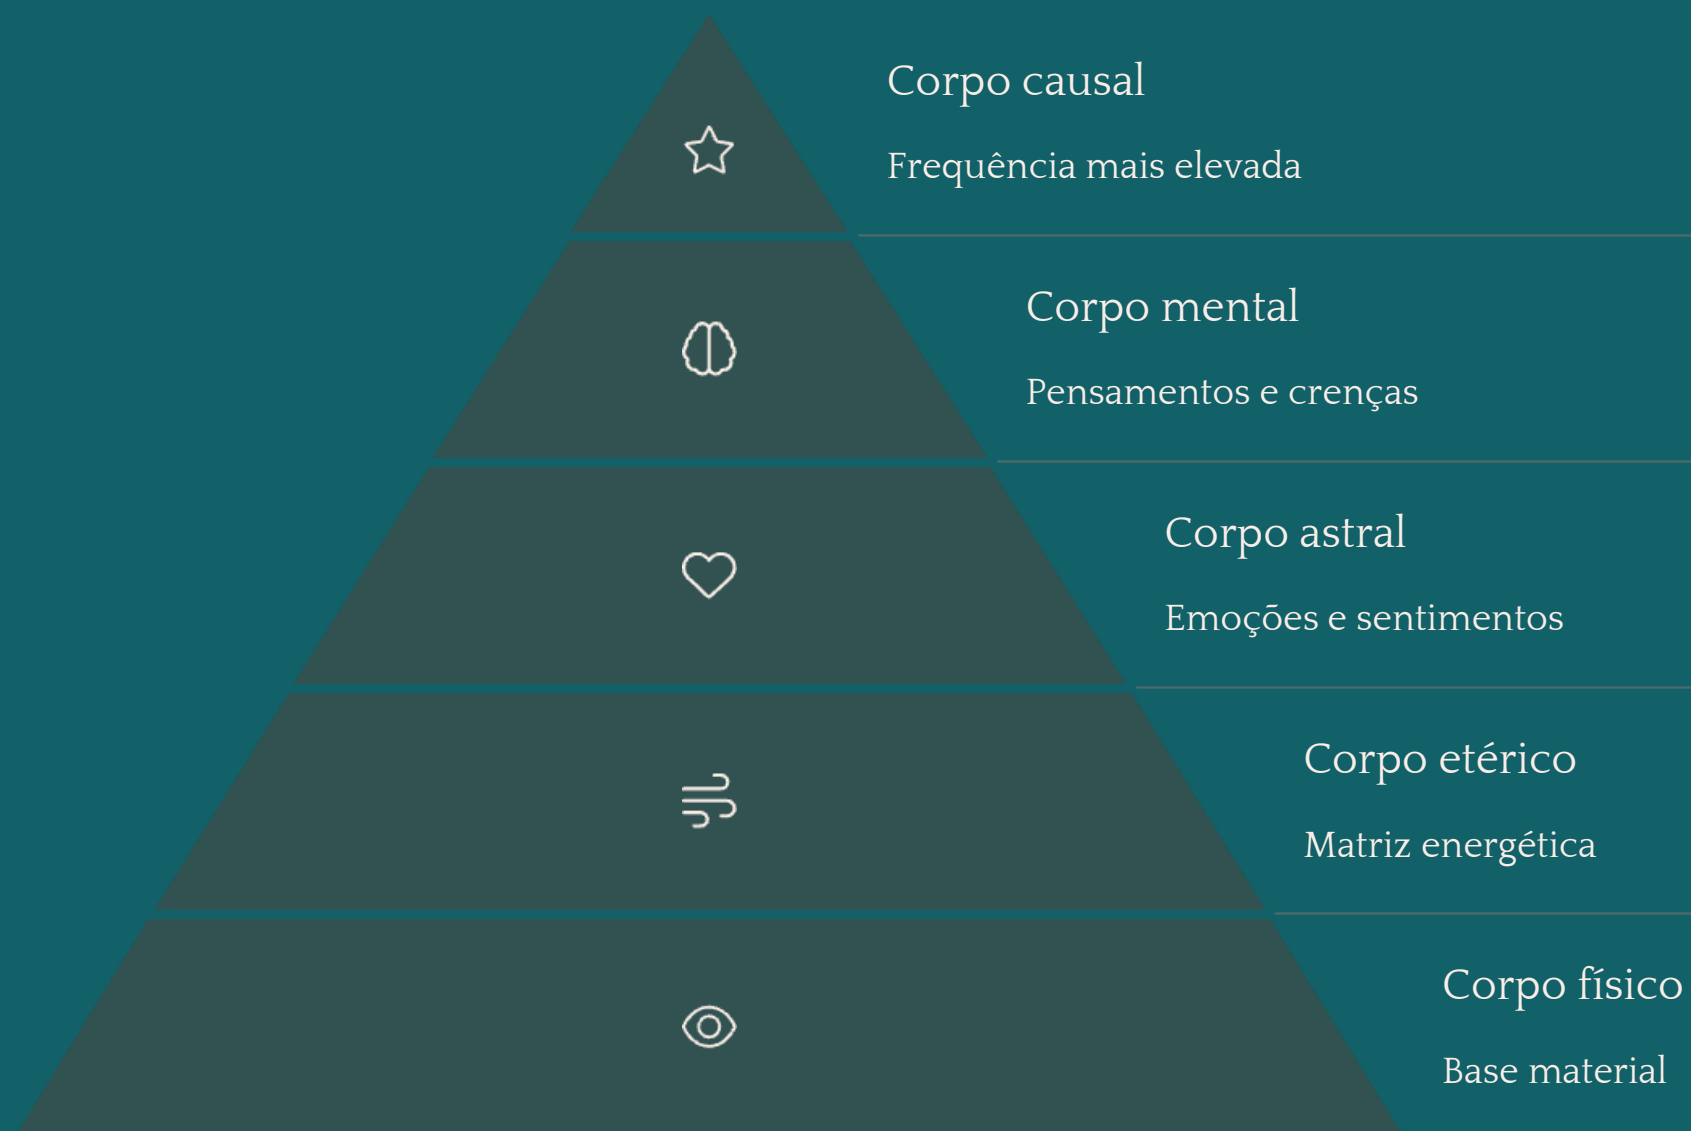 Corpo causal
Frequência mais elevada
Corpo mental
Pensamentos e crenças
Corpo astral
Emoções e sentimentos
Corpo etérico
Matriz energética
Corpo físico
Base material